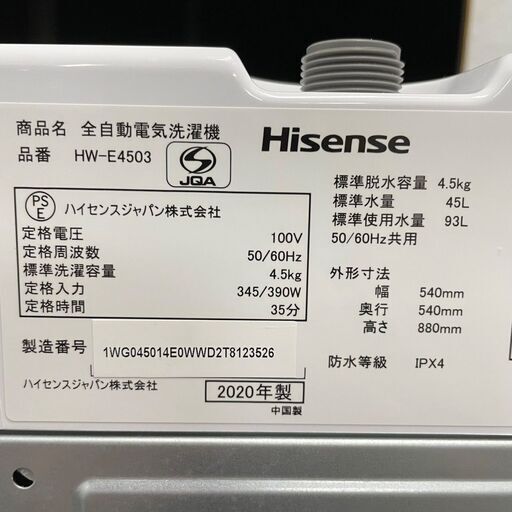 商品名 全自動電気洗濯機
品番 HW-E4503
S
JQA
Hisense
PS
E
ハイセンスジャパン株式会社
定格電圧 100V
定格周波数 50/60Hz
標準洗濯容量 4.5kg
定格入力 345/390W
定格時間 35分
製造番号 1WG045014E0WWD2T8123526
ハイセンスジャパン株式会社
2020年製
中国製
標準脱水容量 4.5kg
標準水量 45L
標準使用水量 93L
50/60Hz共用
外形寸法
幅 540mm
奥行 540mm
高さ 880mm
防水等級 IPX4